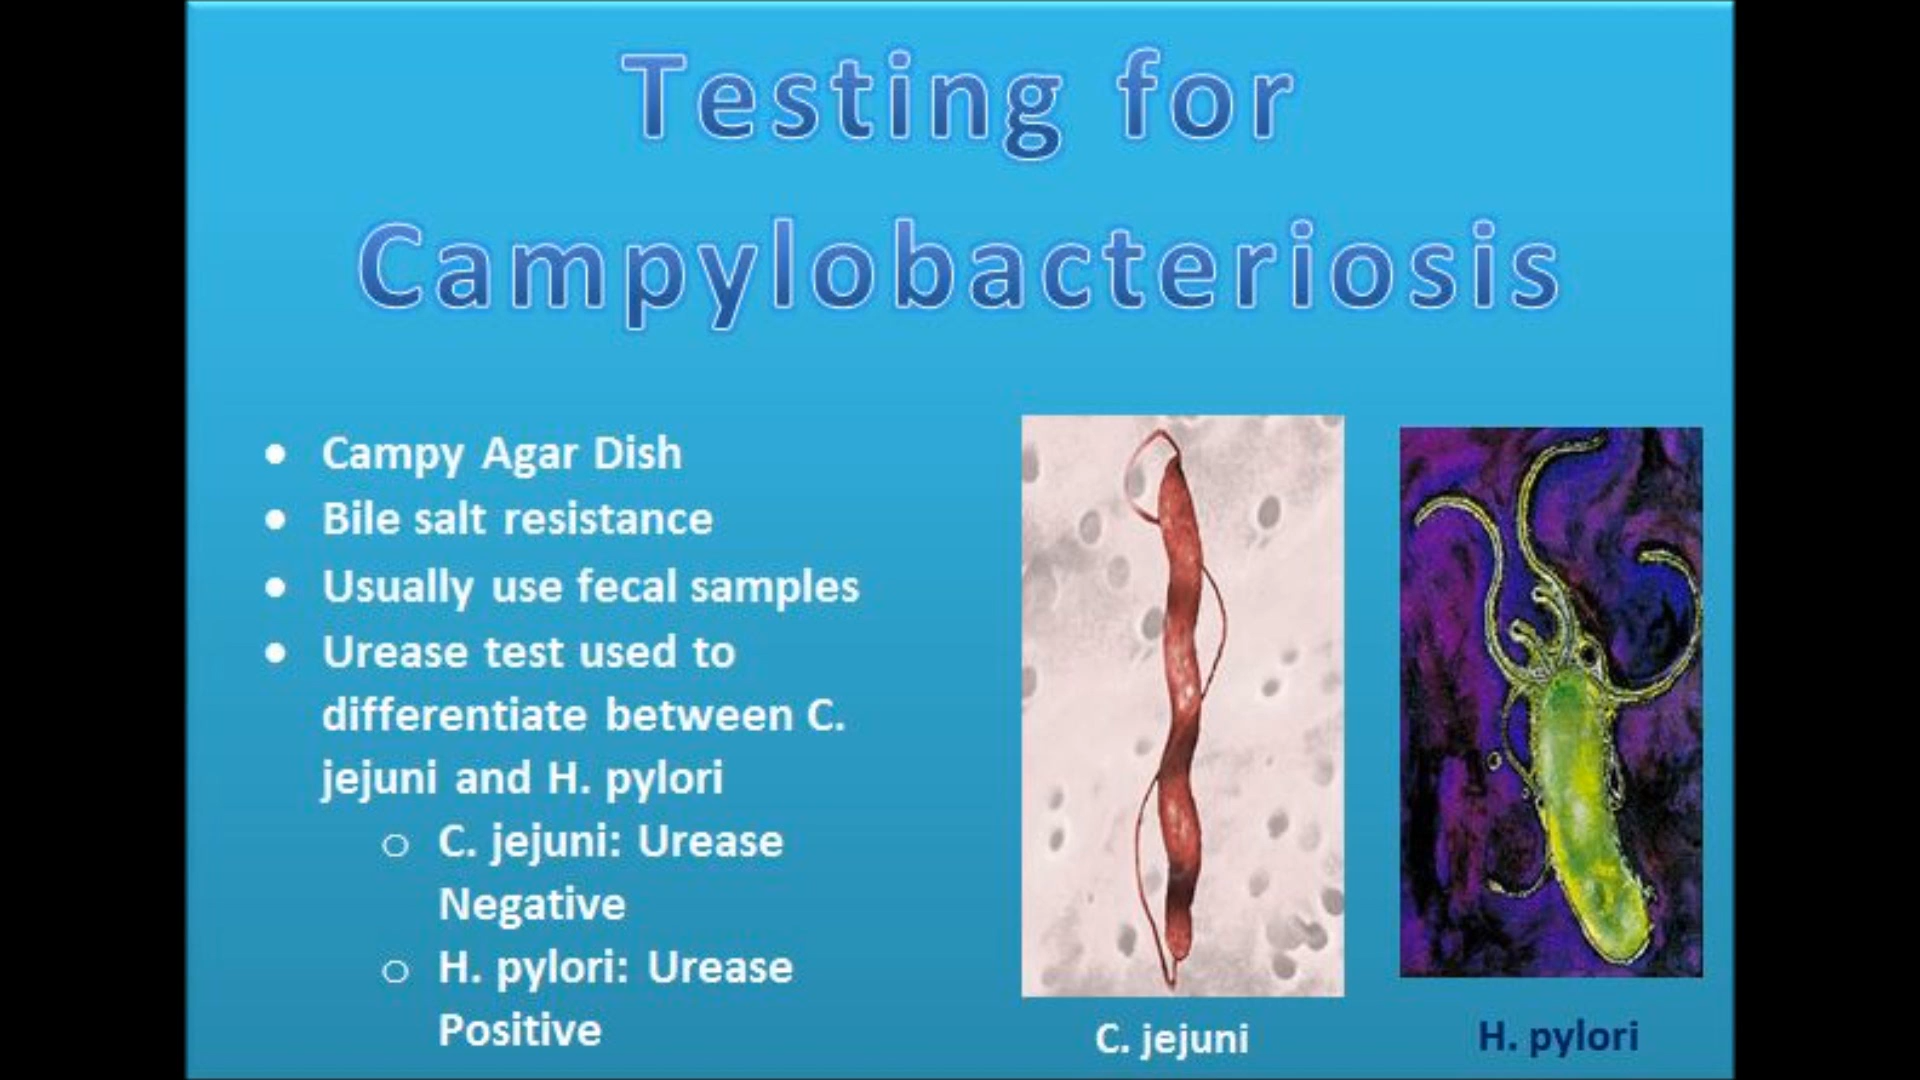 Testing for
Campylobacteriosis
• Campy Agar Dish
• Bile salt resistance
• Usually use fecal samples
• Urease test used to
differentiate between C.
jejuni and H. pylori
o C. jejuni: Urease
Negative
o H. pylori: Urease
Positive
C. jejuni
H. pylori